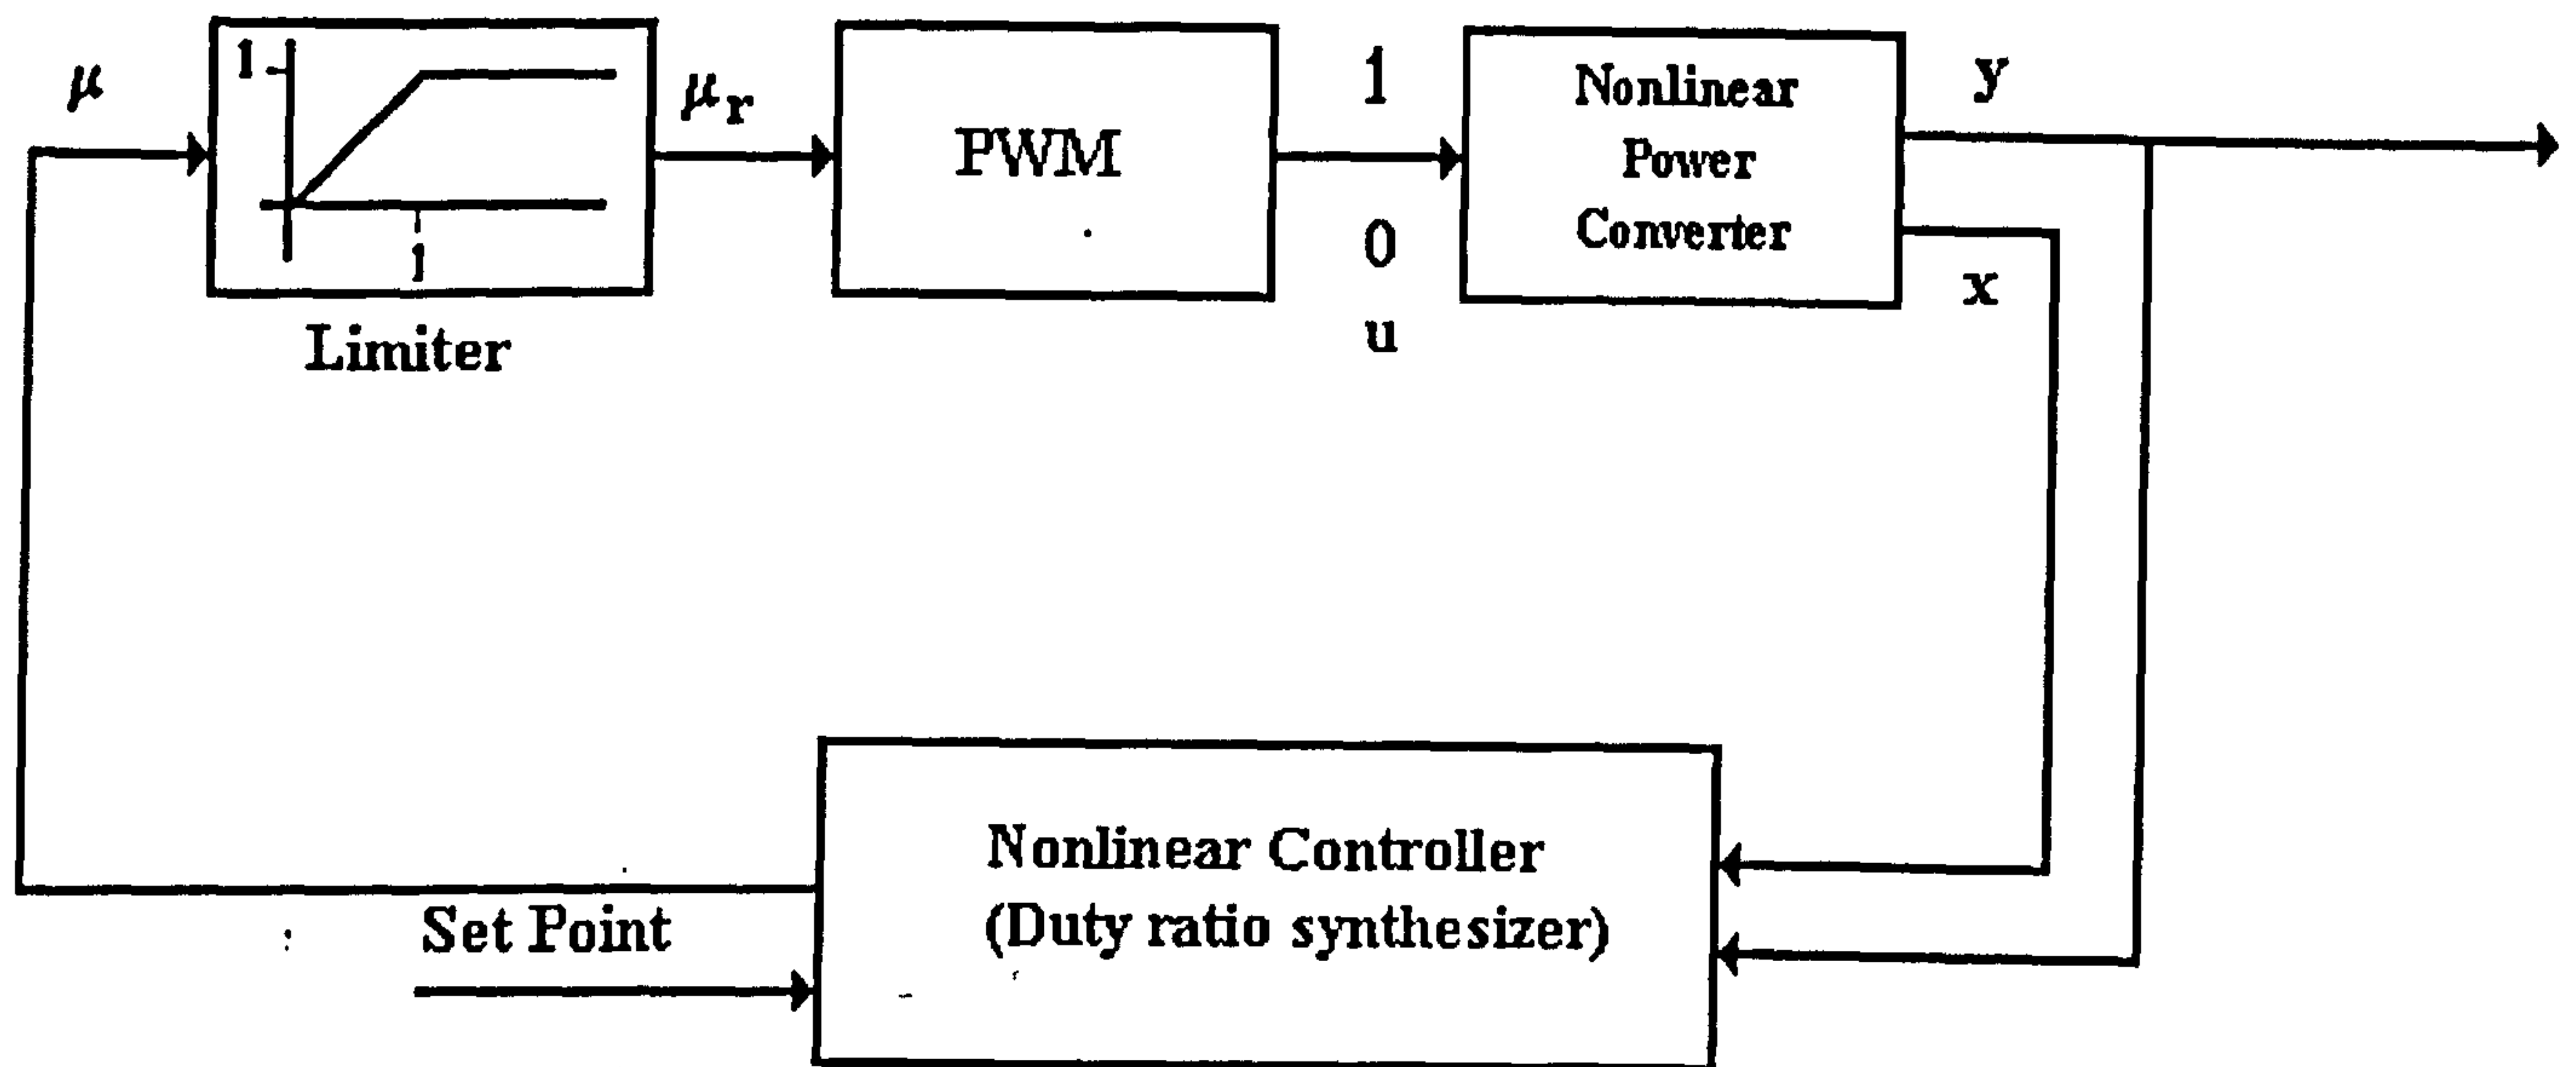 μ
1
1
Limiter
μr
PWM
1
0
u
Nonlinear
Power
Converter
y
x
Nonlinear Controller
(Duty ratio synthesizer)
Set Point